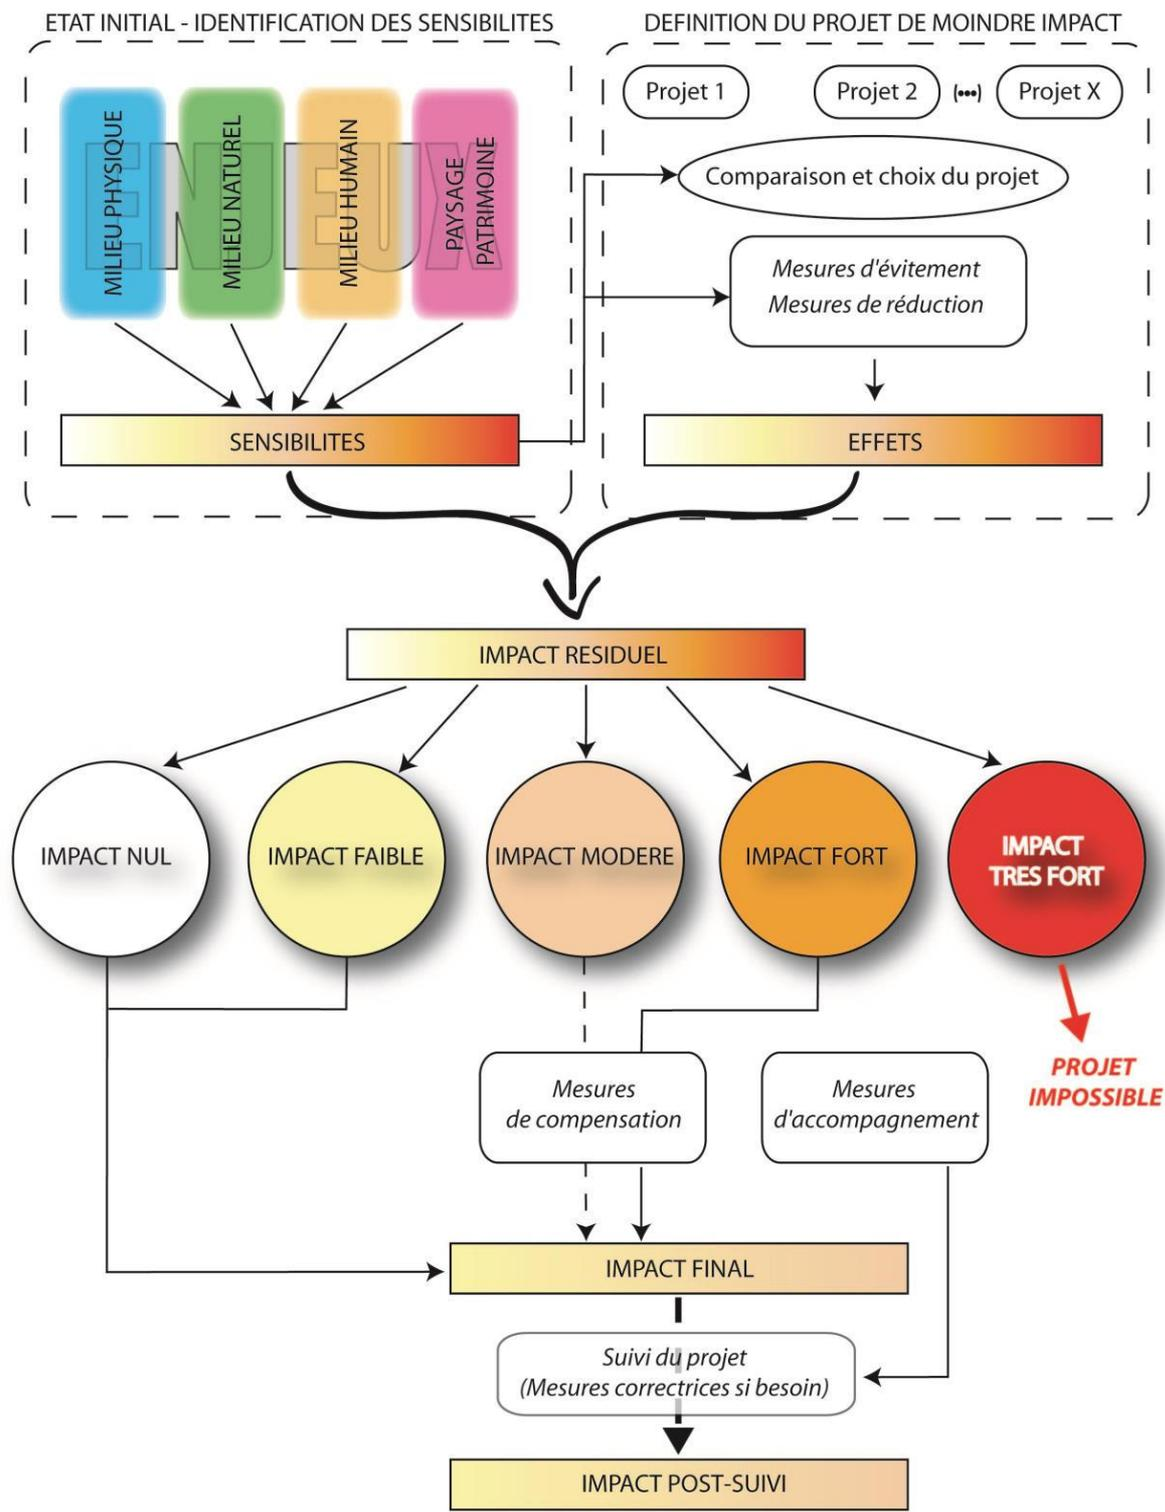 ETAT INITIAL - IDENTIFICATION DES SENSIBILITES
ENJEUX
MILIEU PHYSIQUE
MILIEU NATUREL
MILIEU HUMAIN
PAYSAGE
PATRIMOINE
SENSIBILITES
DEFINITION DU PROJET DE MOINDRE IMPACT
Projet 1
Projet 2
(•••)
Projet X
Comparaison et choix du projet
Mesures d'évitement
Mesures de réduction
EFFETS
IMPACT RESIDUEL
IMPACT NUL
IMPACT FAIBLE
IMPACT MODERE
IMPACT FORT
IMPACT
TRES FORT
PROJET
IMPOSSIBLE
Mesures
de compensation
Mesures
d'accompagnement
IMPACT FINAL
Suivi du projet
(Mesures correctrices si besoin)
IMPACT POST-SUIVI